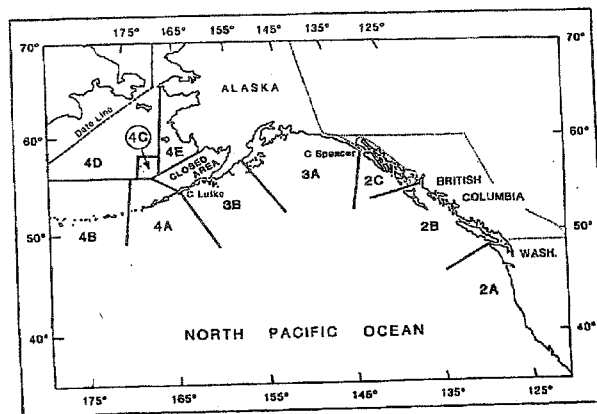 175° 165° 155° 145° 135° 125°
70° 70°
ALASKA
Date Line
4C
60° 60°
4D 4E
CLOSED AREA
C Spencer
3A
2C
BRITISH
COLUMBIA
C Lutke
3B
2B
4B 4A
50° 50°
WASH.
2A
NORTH PACIFIC OCEAN
40° 40°
175° 165° 155° 145° 135° 125°